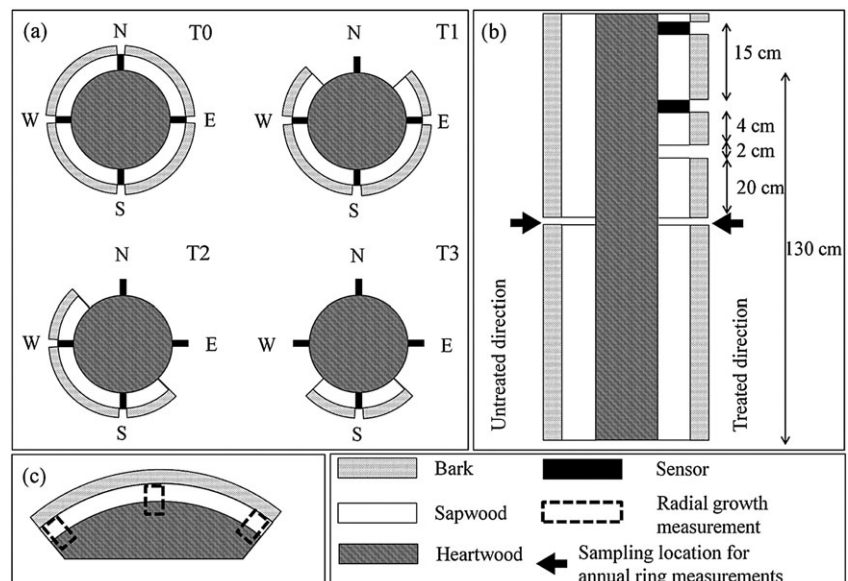 (a)
N
T0
W
E
S
N
T1
W
E
S
N
T2
W
E
S
N
T3
W
E
S
(b)
15 cm
4 cm
2 cm
20 cm
130 cm
Untreated direction
Treated direction
(c)
Bark
Sapwood
Heartwood
Sensor
Radial growth
measurement
Sampling location for
annual ring measurements